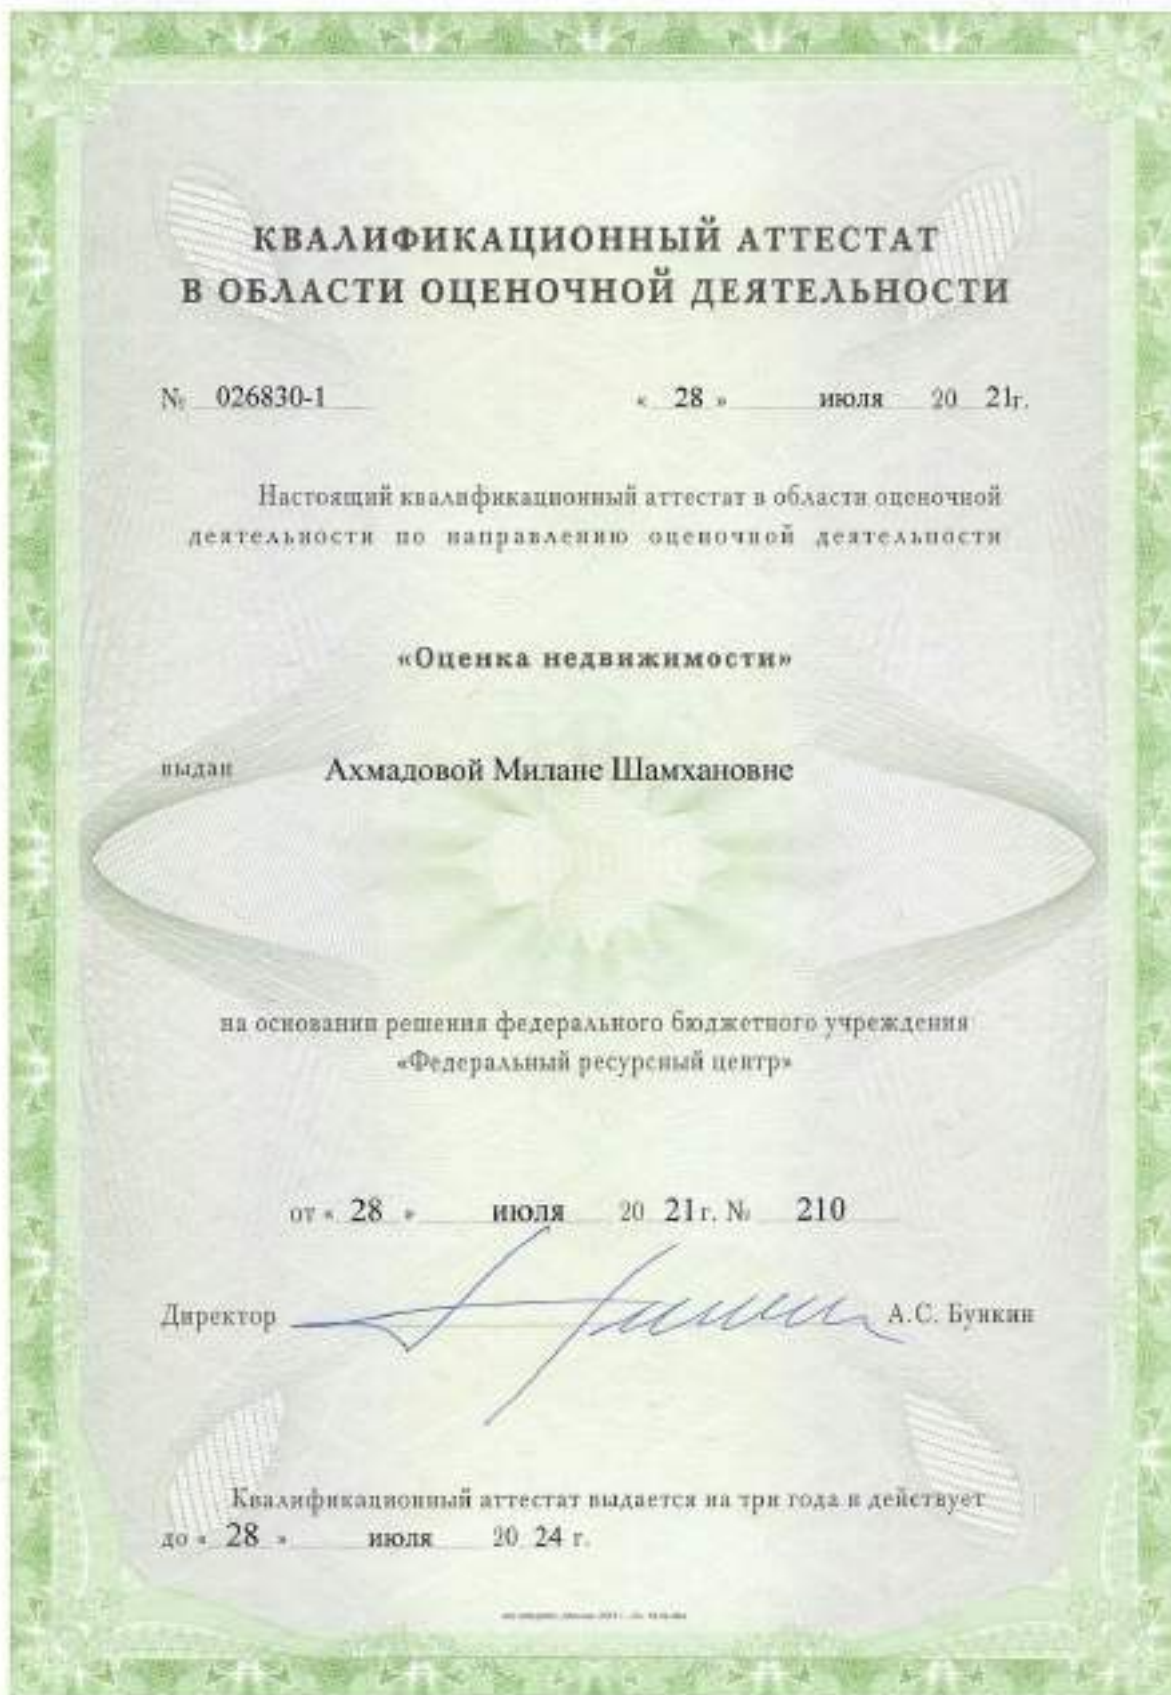 КВАЛИФИКАЦИОННЫЙ АТТЕСТАТ
В ОБЛАСТИ ОЦЕНОЧНОЙ ДЕЯТЕЛЬНОСТИ
№ 026830-1 « 28 » июля 20 21г.
Настоящий квалификационный аттестат в области оценочной
деятельности по направлению оценочной деятельности
«Оценка недвижимости»
выдан Ахмадовой Милане Шамхановне
на основании решения федерального бюджетного учреждения
«Федеральный ресурсный центр»
от « 28 » июля 20 21г. № 210
Директор А.С. Бункин
Квалификационный аттестат выдается на три года и действует
до « 28 » июля 20 24 г.